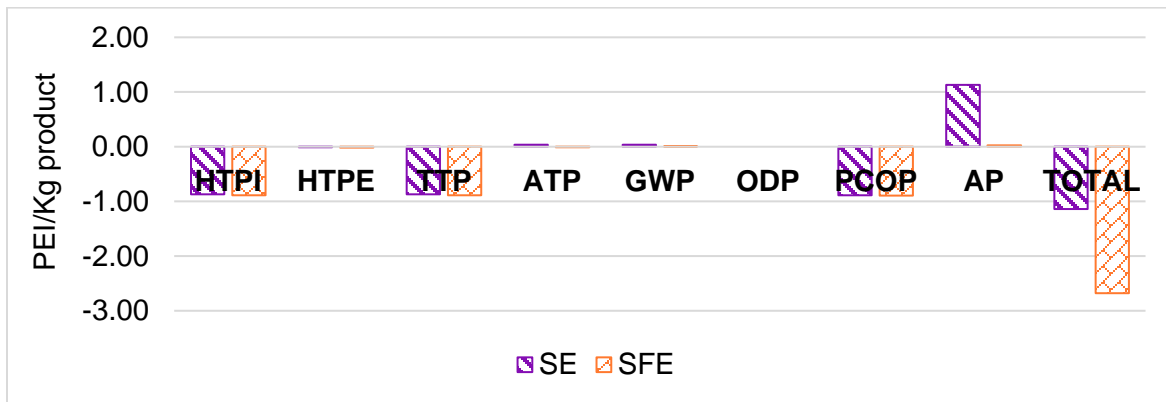 PEI/Kg product
2.00
1.00
0.00
-1.00
-2.00
-3.00
HTPI HTPE TTP ATP GWP ODP PCOP AP TOTAL
SE SFE